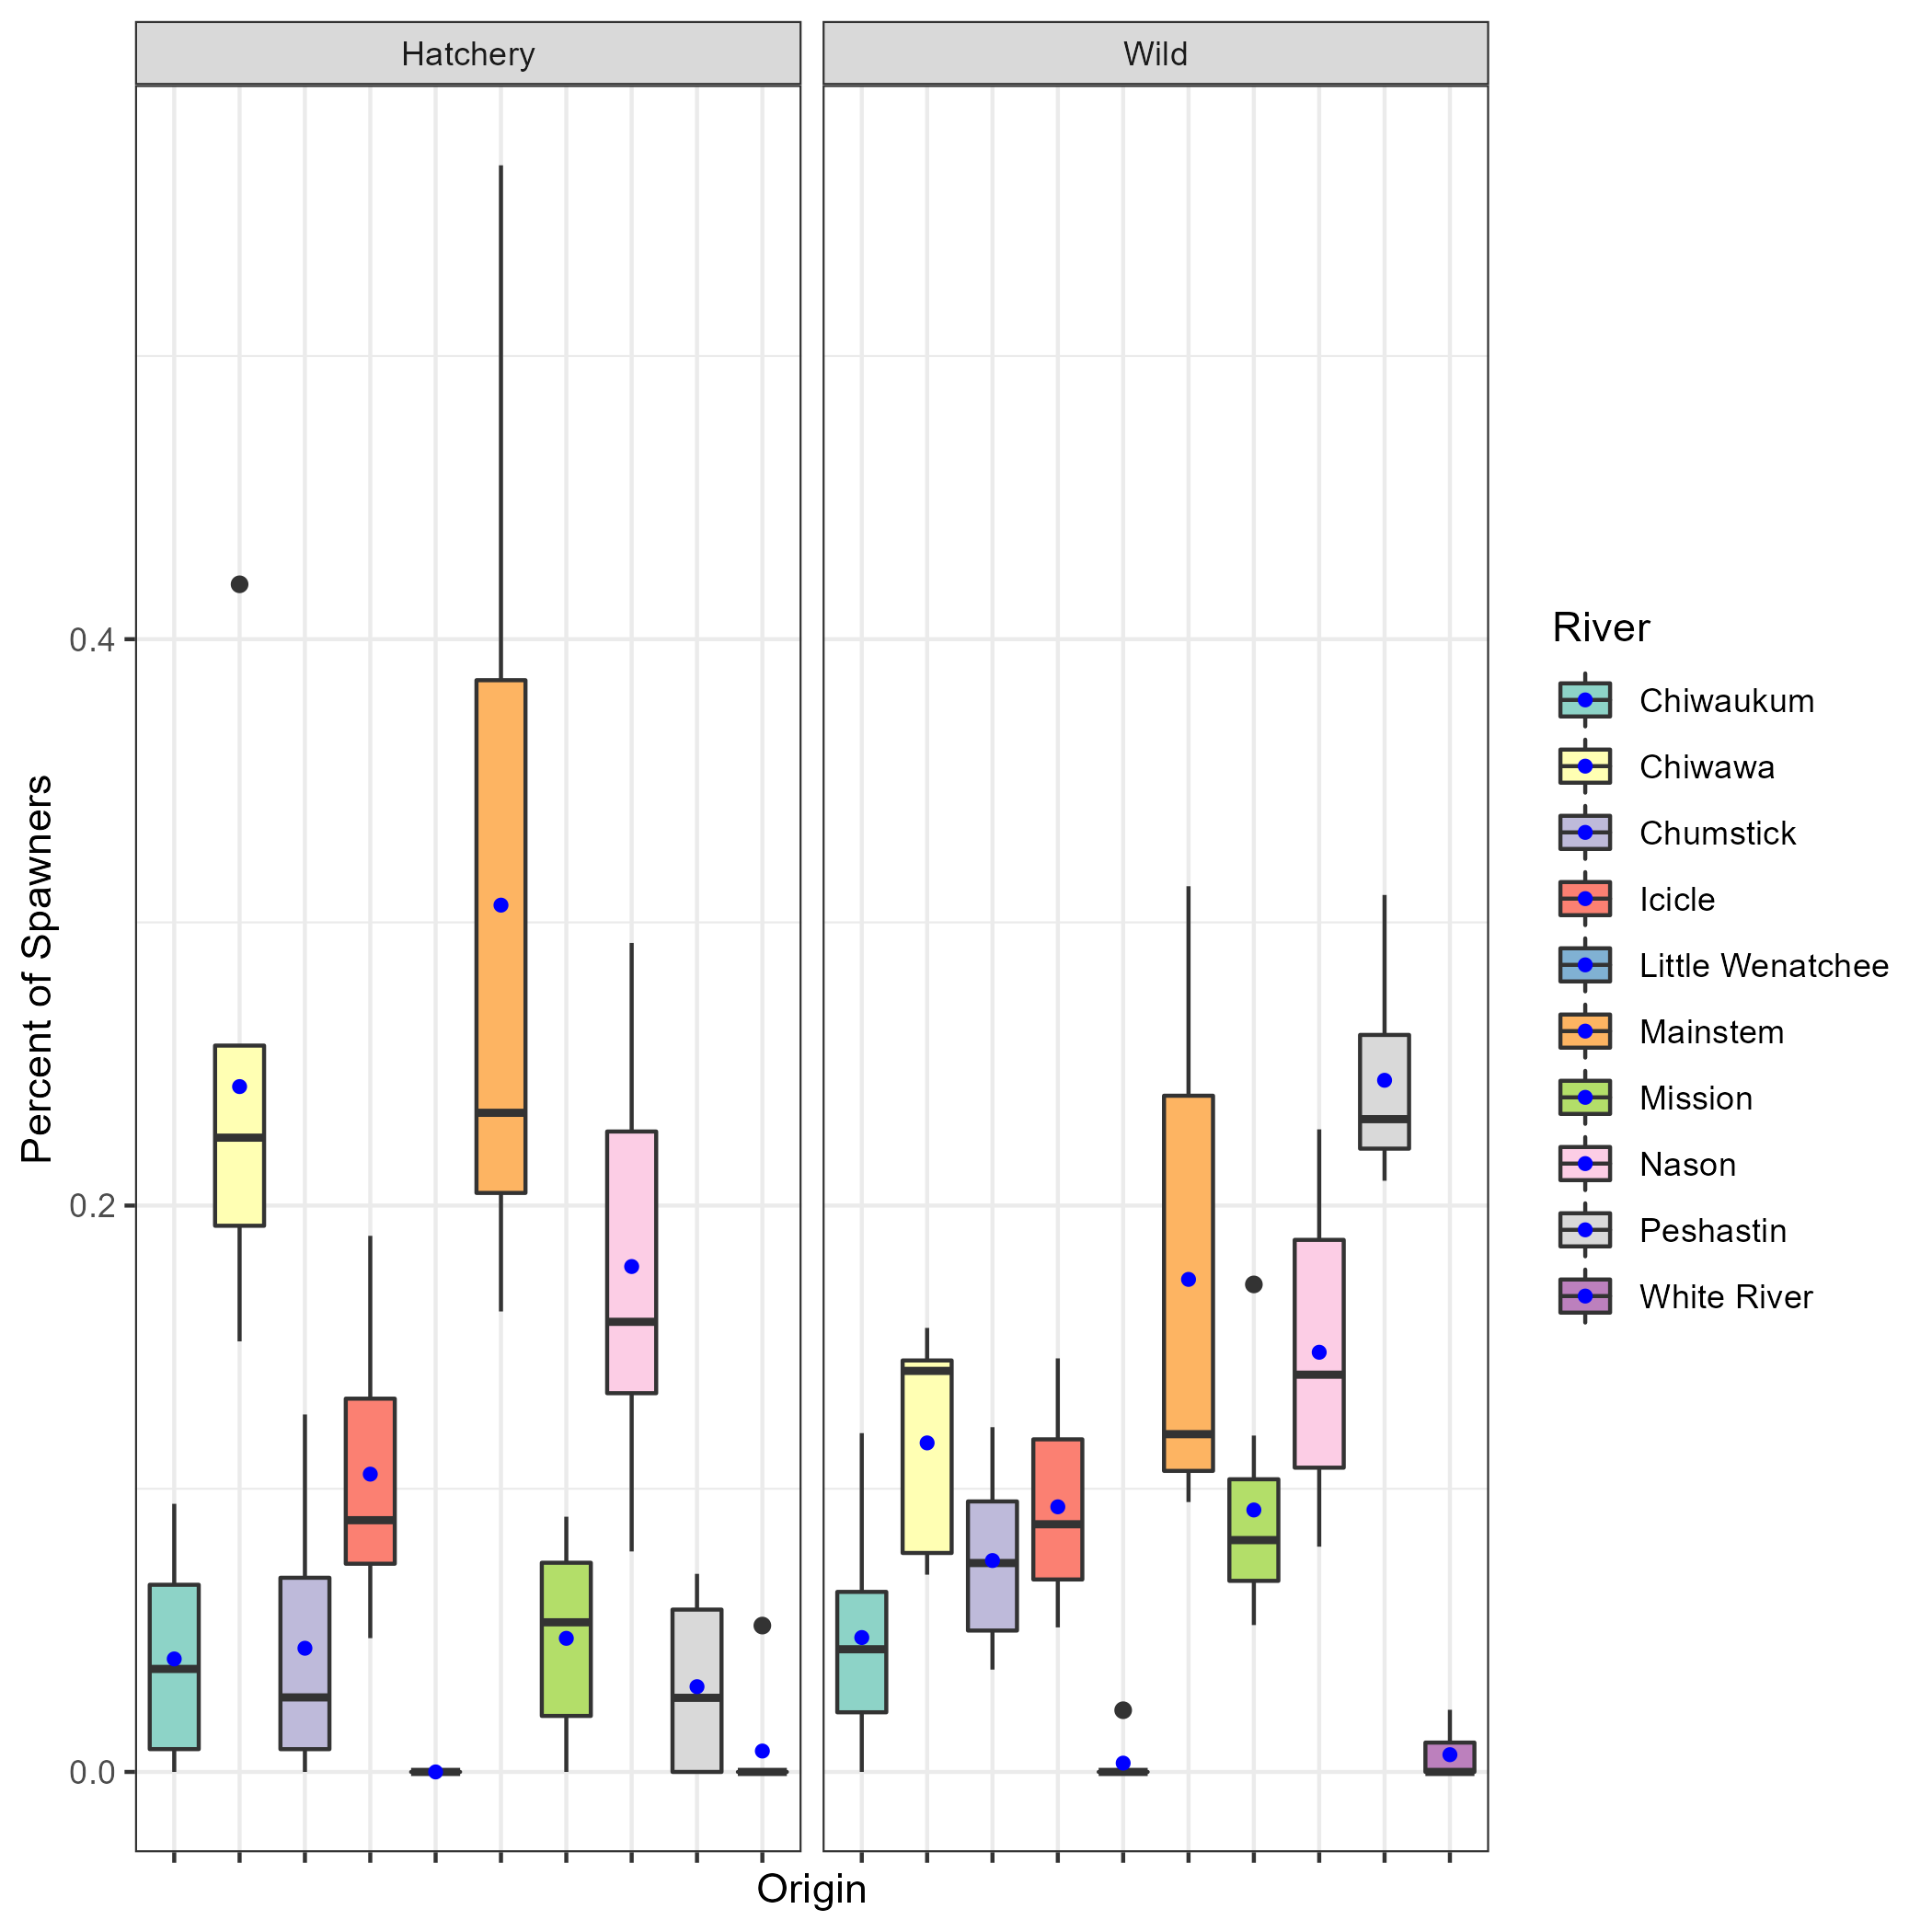 Hatchery
Wild
Percent of Spawners
0.4
0.2
0.0
Origin
River
Chiwaukum
Chiwawa
Chumstick
Icicle
Little Wenatchee
Mainstem
Mission
Nason
Peshastin
White River